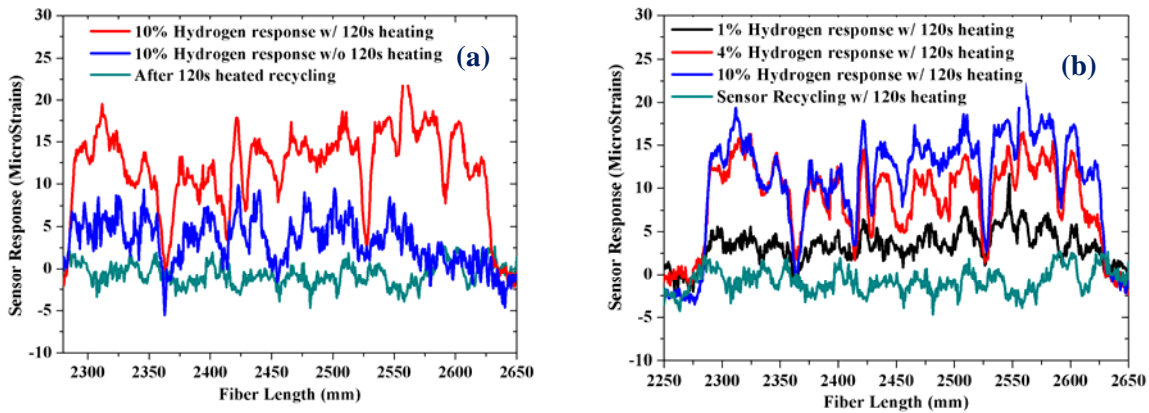 30
25
20
15
10
5
0
-5
-10
Sensor Response (MicroStrains)
10% Hydrogen response w/ 120s heating
10% Hydrogen response w/o 120s heating
After 120s heated recycling
(a)
2300 2350 2400 2450 2500 2550 2600 2650
Fiber Length (mm)
30
25
20
15
10
5
0
-5
-10
Sensor Response (MicroStrains)
1% Hydrogen response w/ 120s heating
4% Hydrogen response w/ 120s heating
10% Hydrogen response w/ 120s heating
Sensor Recycling w/ 120s heating
(b)
2250 2300 2350 2400 2450 2500 2550 2600 2650
Fiber Length (mm)